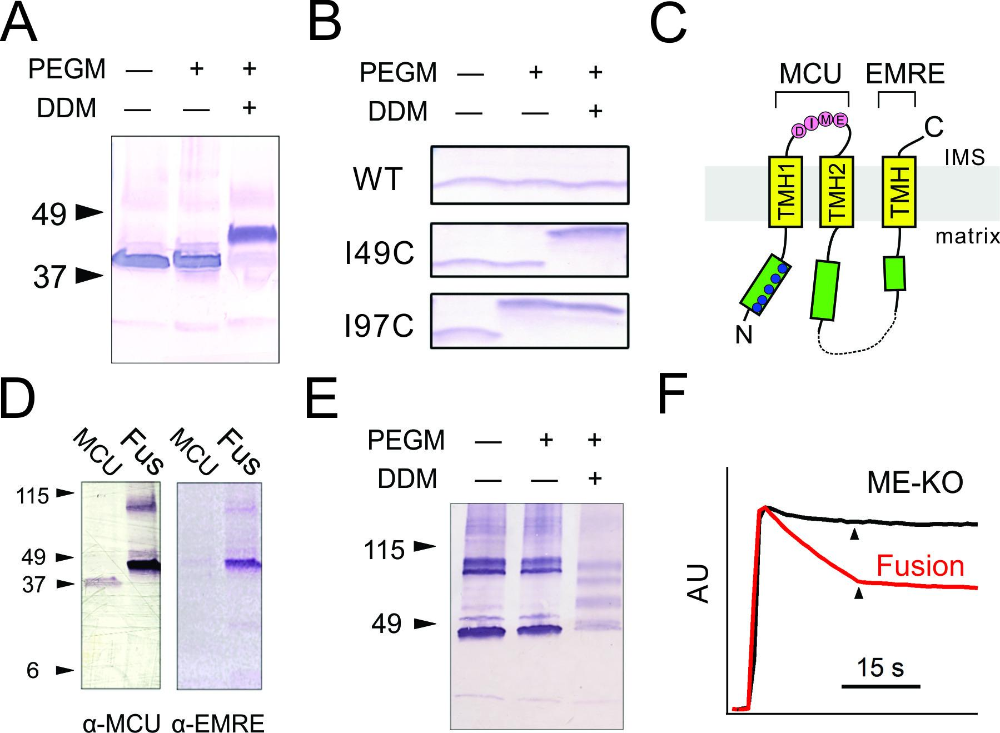 A
PEGM — + +
DDM — — +
49
37
B
PEGM — + +
DDM — — +
WT
I49C
I97C
C
MCU EMRE
D I M E
C
IMS
TMH1 TMH2 TMH
matrix
N
D
MCU Fus MCU Fus
115
49
37
6
α-MCU α-EMRE
E
PEGM — + +
DDM — — +
115
49
F
ME-KO
Fusion
AU
15 s